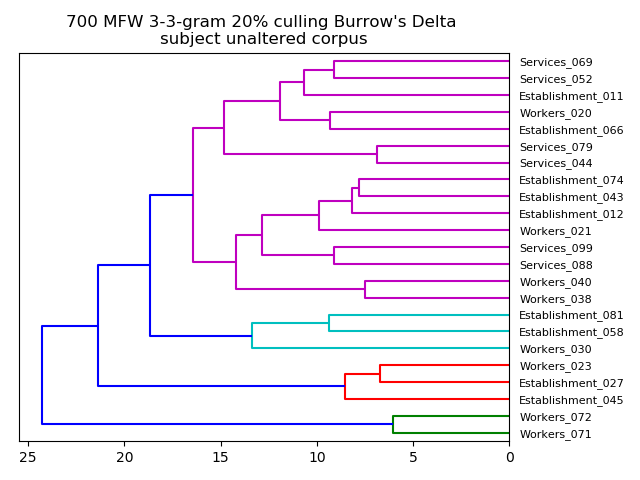 700 MFW 3-3-gram 20% culling Burrow's Delta
subject unaltered corpus
Services_069
Services_052
Establishment_011
Workers_020
Establishment_066
Services_079
Services_044
Establishment_074
Establishment_043
Establishment_012
Workers_021
Services_099
Services_088
Workers_040
Workers_038
Establishment_081
Establishment_058
Workers_030
Workers_023
Establishment_027
Establishment_045
Workers_072
Workers_071
25 20 15 10 5 0